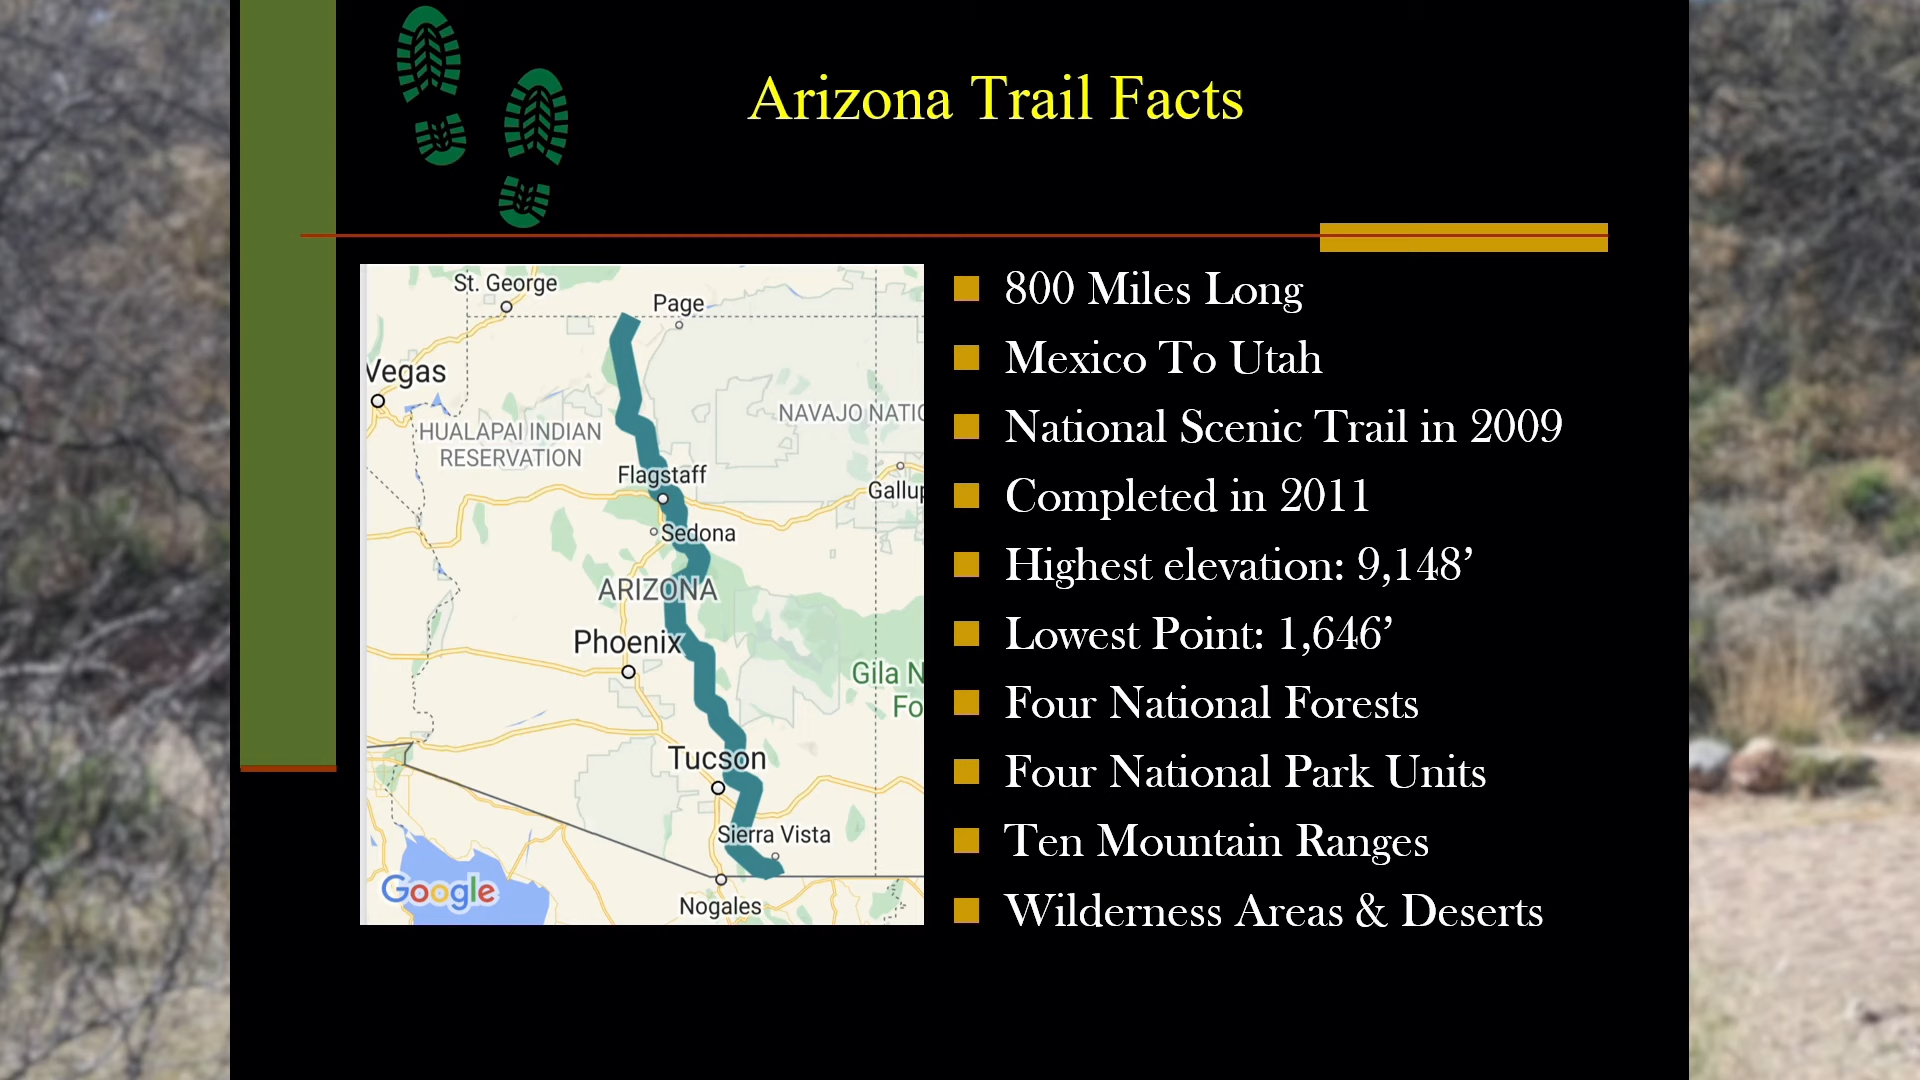 Arizona Trail Facts
St. George
Page
Vegas
NAVAJO NATIO
HUALAPAI INDIAN
RESERVATION
Flagstaff
Gallup
Sedona
ARIZONA
Phoenix
Gila N
Fo
Tucson
Sierra Vista
Google
Nogales
800 Miles Long
Mexico To Utah
National Scenic Trail in 2009
Completed in 2011
Highest elevation: 9,148’
Lowest Point: 1,646’
Four National Forests
Four National Park Units
Ten Mountain Ranges
Wilderness Areas & Deserts